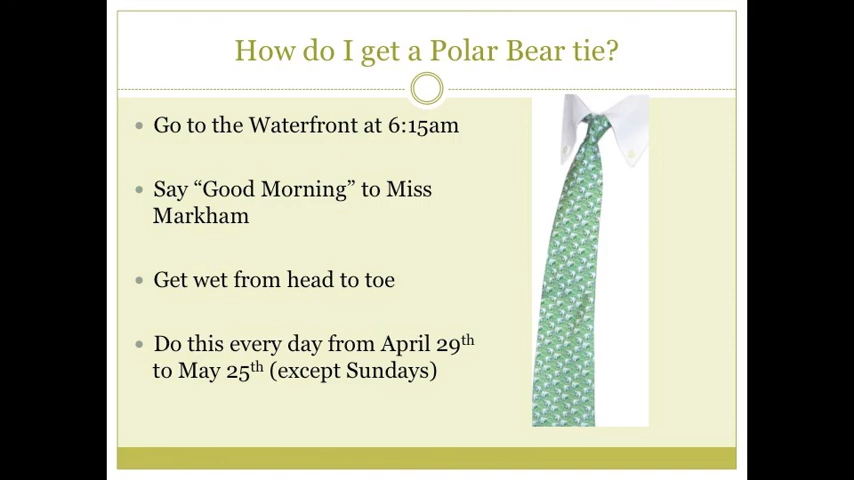 How do I get a Polar Bear tie?
• Go to the Waterfront at 6:15am
• Say “Good Morning” to Miss
Markham
• Get wet from head to toe
• Do this every day from April 29th
to May 25th (except Sundays)